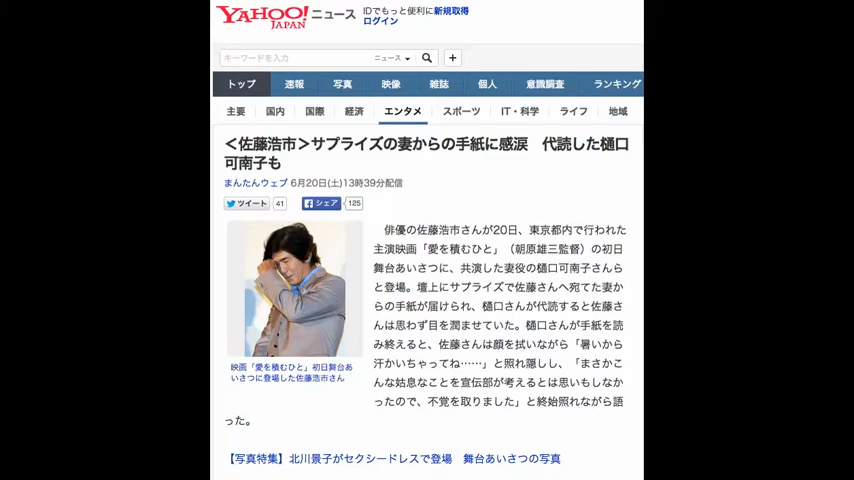 YAHOO! ニュース
JAPAN
IDでもっと便利に新規取得
ログイン
キーワードを入力 ニュース
トップ 速報 写真 映像 雑誌 個人 意識調査 ランキング
主要 国内 国際 経済 エンタメ スポーツ IT・科学 ライフ 地域
＜佐藤浩市＞サプライズの妻からの手紙に感涙　代読した樋口
可南子も
まんたんウェブ 6月20日(土)13時39分配信
ツイート 41 シェア 125
俳優の佐藤浩市さんが20日、東京都内で行われた
主演映画「愛を積むひと」（朝原雄三監督）の初日
舞台あいさつに、共演した妻役の樋口可南子さんら
と登場。壇上にサプライズで佐藤さんへ宛てた妻か
らの手紙が届けられ、樋口さんが代読すると佐藤さ
んは思わず目を潤ませていた。樋口さんが手紙を読
み終えると、佐藤さんは顔を拭いながら「暑いから
汗かいちゃってね……」と照れ隠しし、「まさかこ
んな姑息なことを宣伝部が考えるとは思いもしなか
ったので、不覚を取りました」と終始照れながら語
った。
映画「愛を積むひと」初日舞台あ
いさつに登場した佐藤浩市さん
【写真特集】北川景子がセクシードレスで登場　舞台あいさつの写真